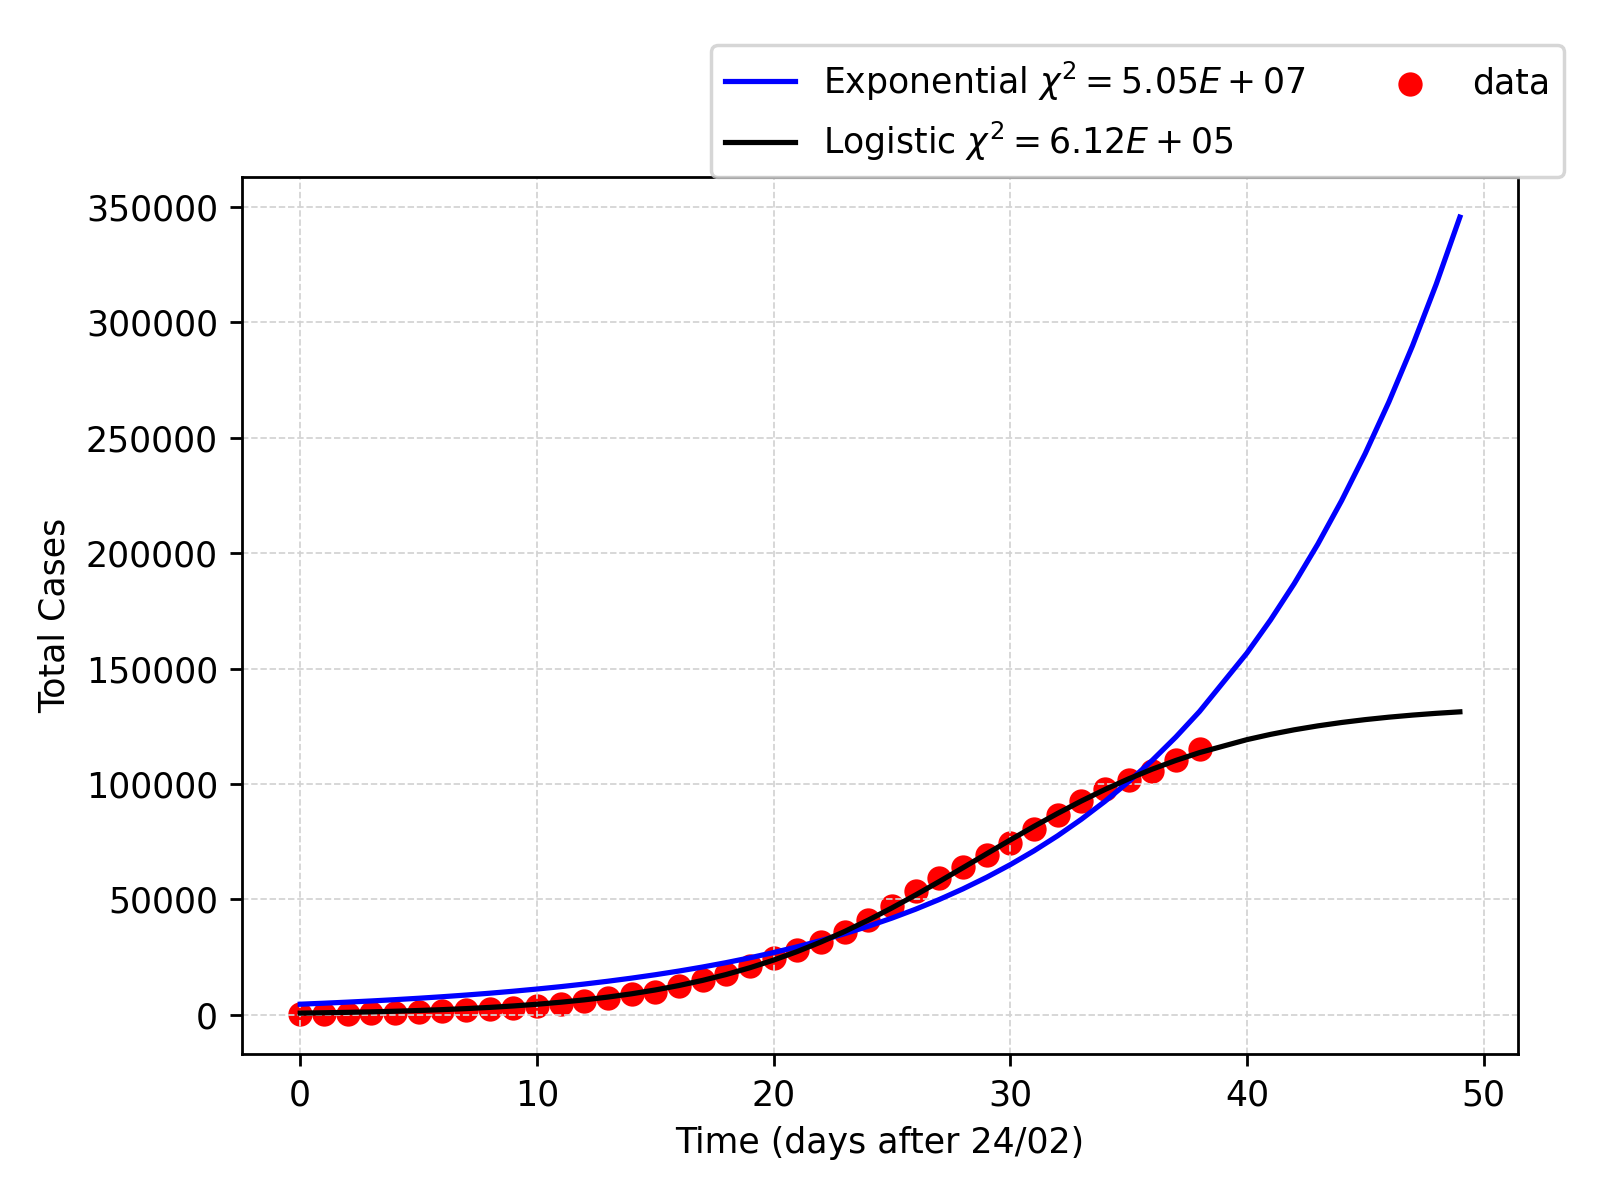 Exponential χ² = 5.05E + 07
data
Logistic χ² = 6.12E + 05
350000
300000
250000
200000
150000
100000
50000
0
Total Cases
0 10 20 30 40 50
Time (days after 24/02)